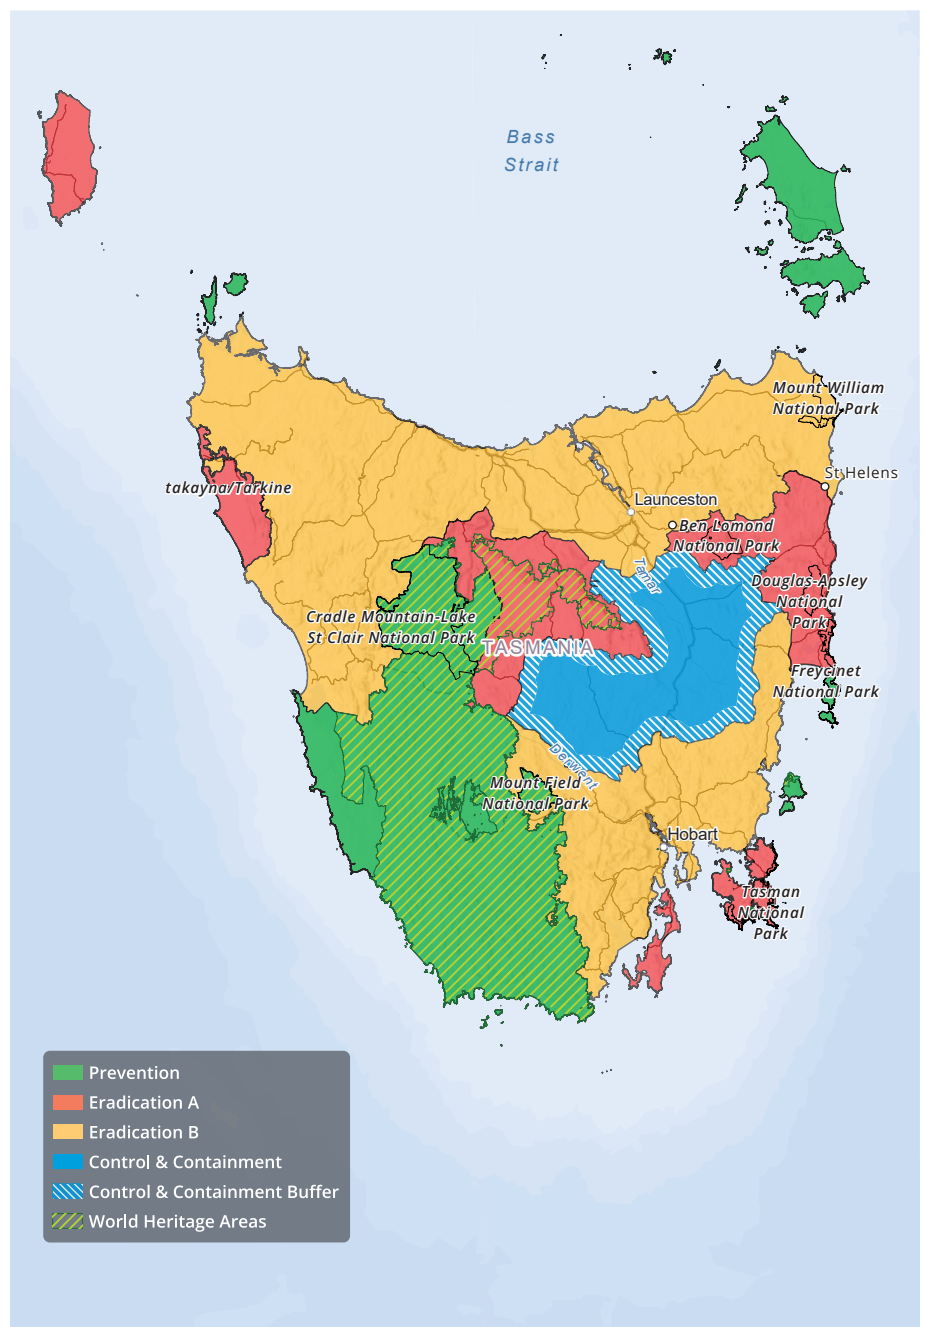 Bass
Strait
Mount William
National Park
St Helens
takayna/Tarkine
Launceston
Ben Lomond
National Park
Tamar
Douglas-Apsley
National
Park
Cradle Mountain-Lake
St Clair National Park
TASMANIA
Freycinet
National Park
Derwent
Mount Field
National Park
Hobart
Tasman
National
Park
Prevention
Eradication A
Eradication B
Control & Containment
Control & Containment Buffer
World Heritage Areas